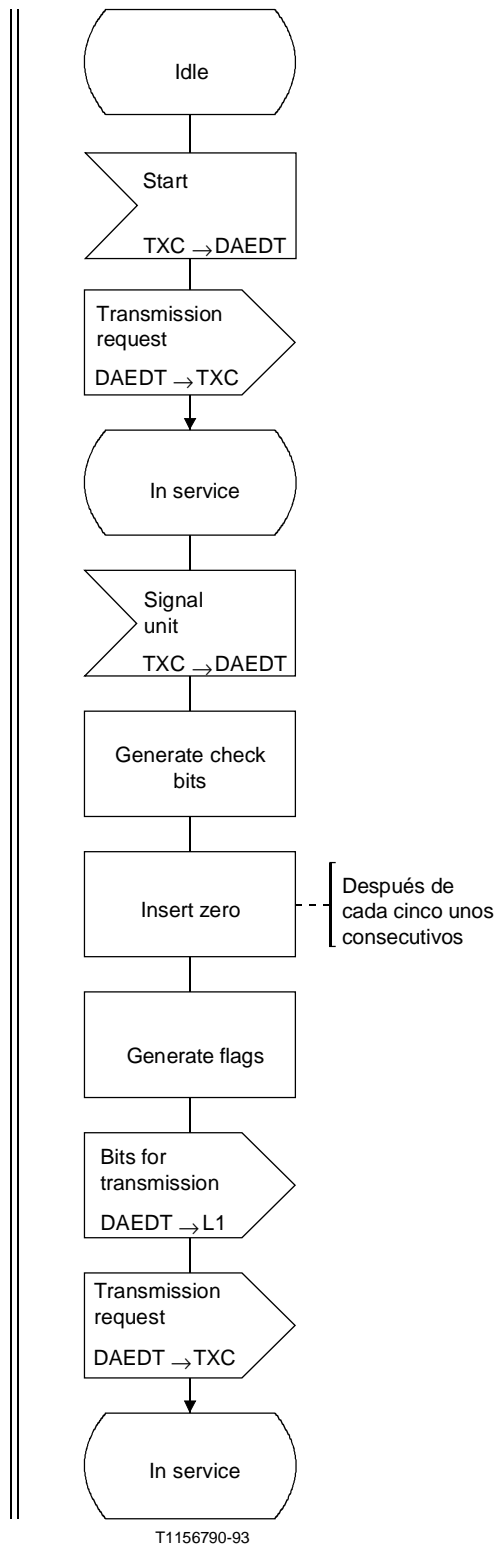 Idle
Start
TXC → DAEDT
Transmission
request
DAEDT → TXC
In service
Signal
unit
TXC → DAEDT
Generate check
bits
Insert zero
Después de
cada cinco unos
consecutivos
Generate flags
Bits for
transmission
DAEDT → L1
Transmission
request
DAEDT → TXC
In service
T1156790-93